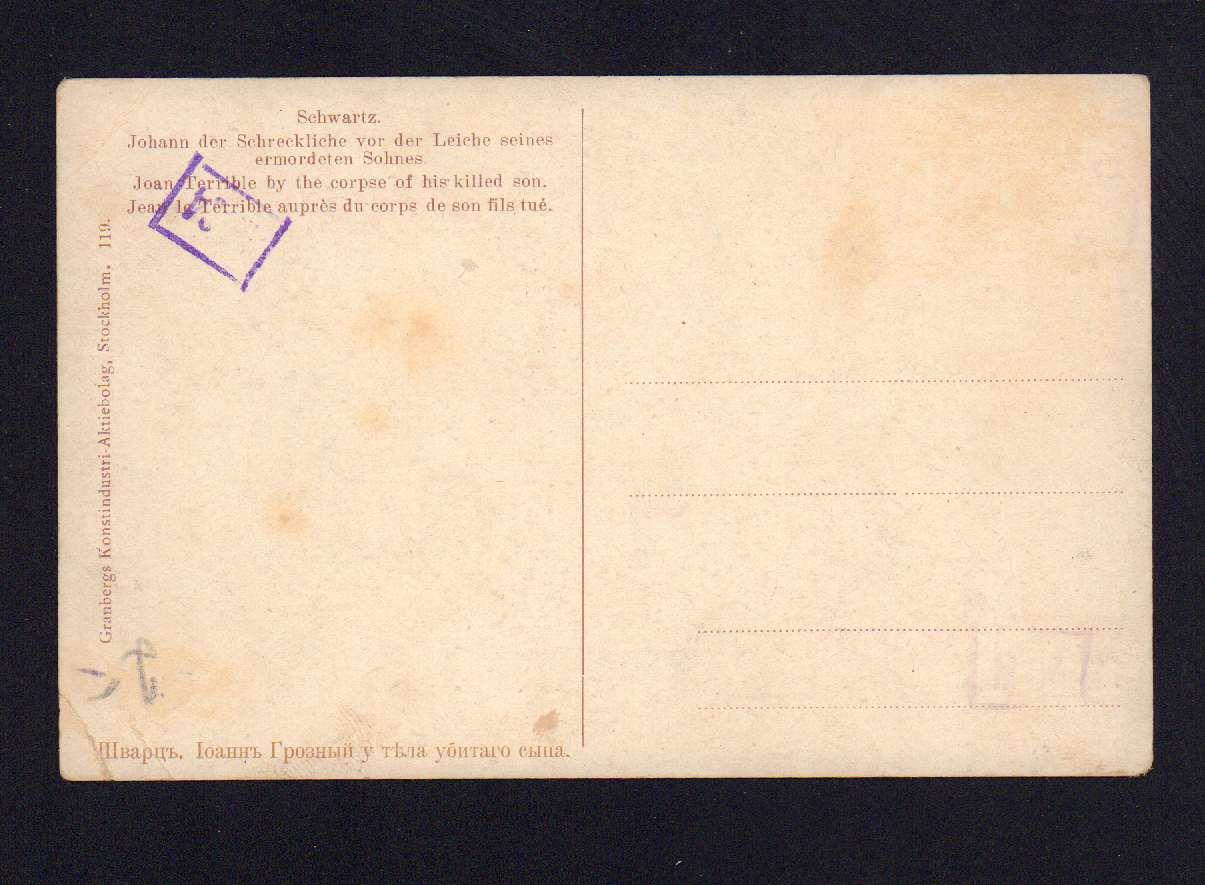 Schwartz.
Johann der Schreckliche vor der Leiche seines
ermordeten Sohnes.
Joan Terrible by the corpse of his killed son.
Jean le Terrible auprès du corps de son fils tué.
Granbergs Konstindustri-Aktiebolag, Stockholm. 119.
Шварцъ. Іоаннъ Грозный у тѣла убитаго сына.